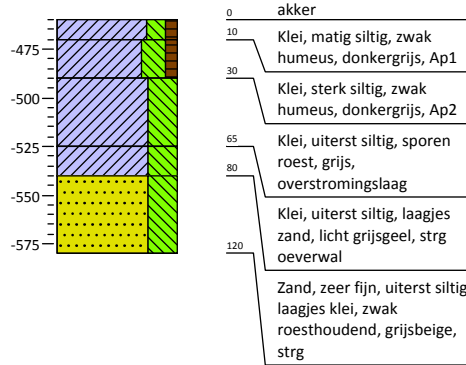 0
akker
10
Klei, matig siltig, zwak
humeus, donkergrijs, Ap1
-475
30
Klei, sterk siltig, zwak
humeus, donkergrijs, Ap2
-500
65
Klei, uiterst siltig, sporen
roest, grijs,
overstromingslaag
-525
80
Klei, uiterst siltig, laagjes
zand, licht grijsgeel, strg
oeverwal
-550
-575
120
Zand, zeer fijn, uiterst siltig
laagjes klei, zwak
roesthoudend, grijsbeige,
strg